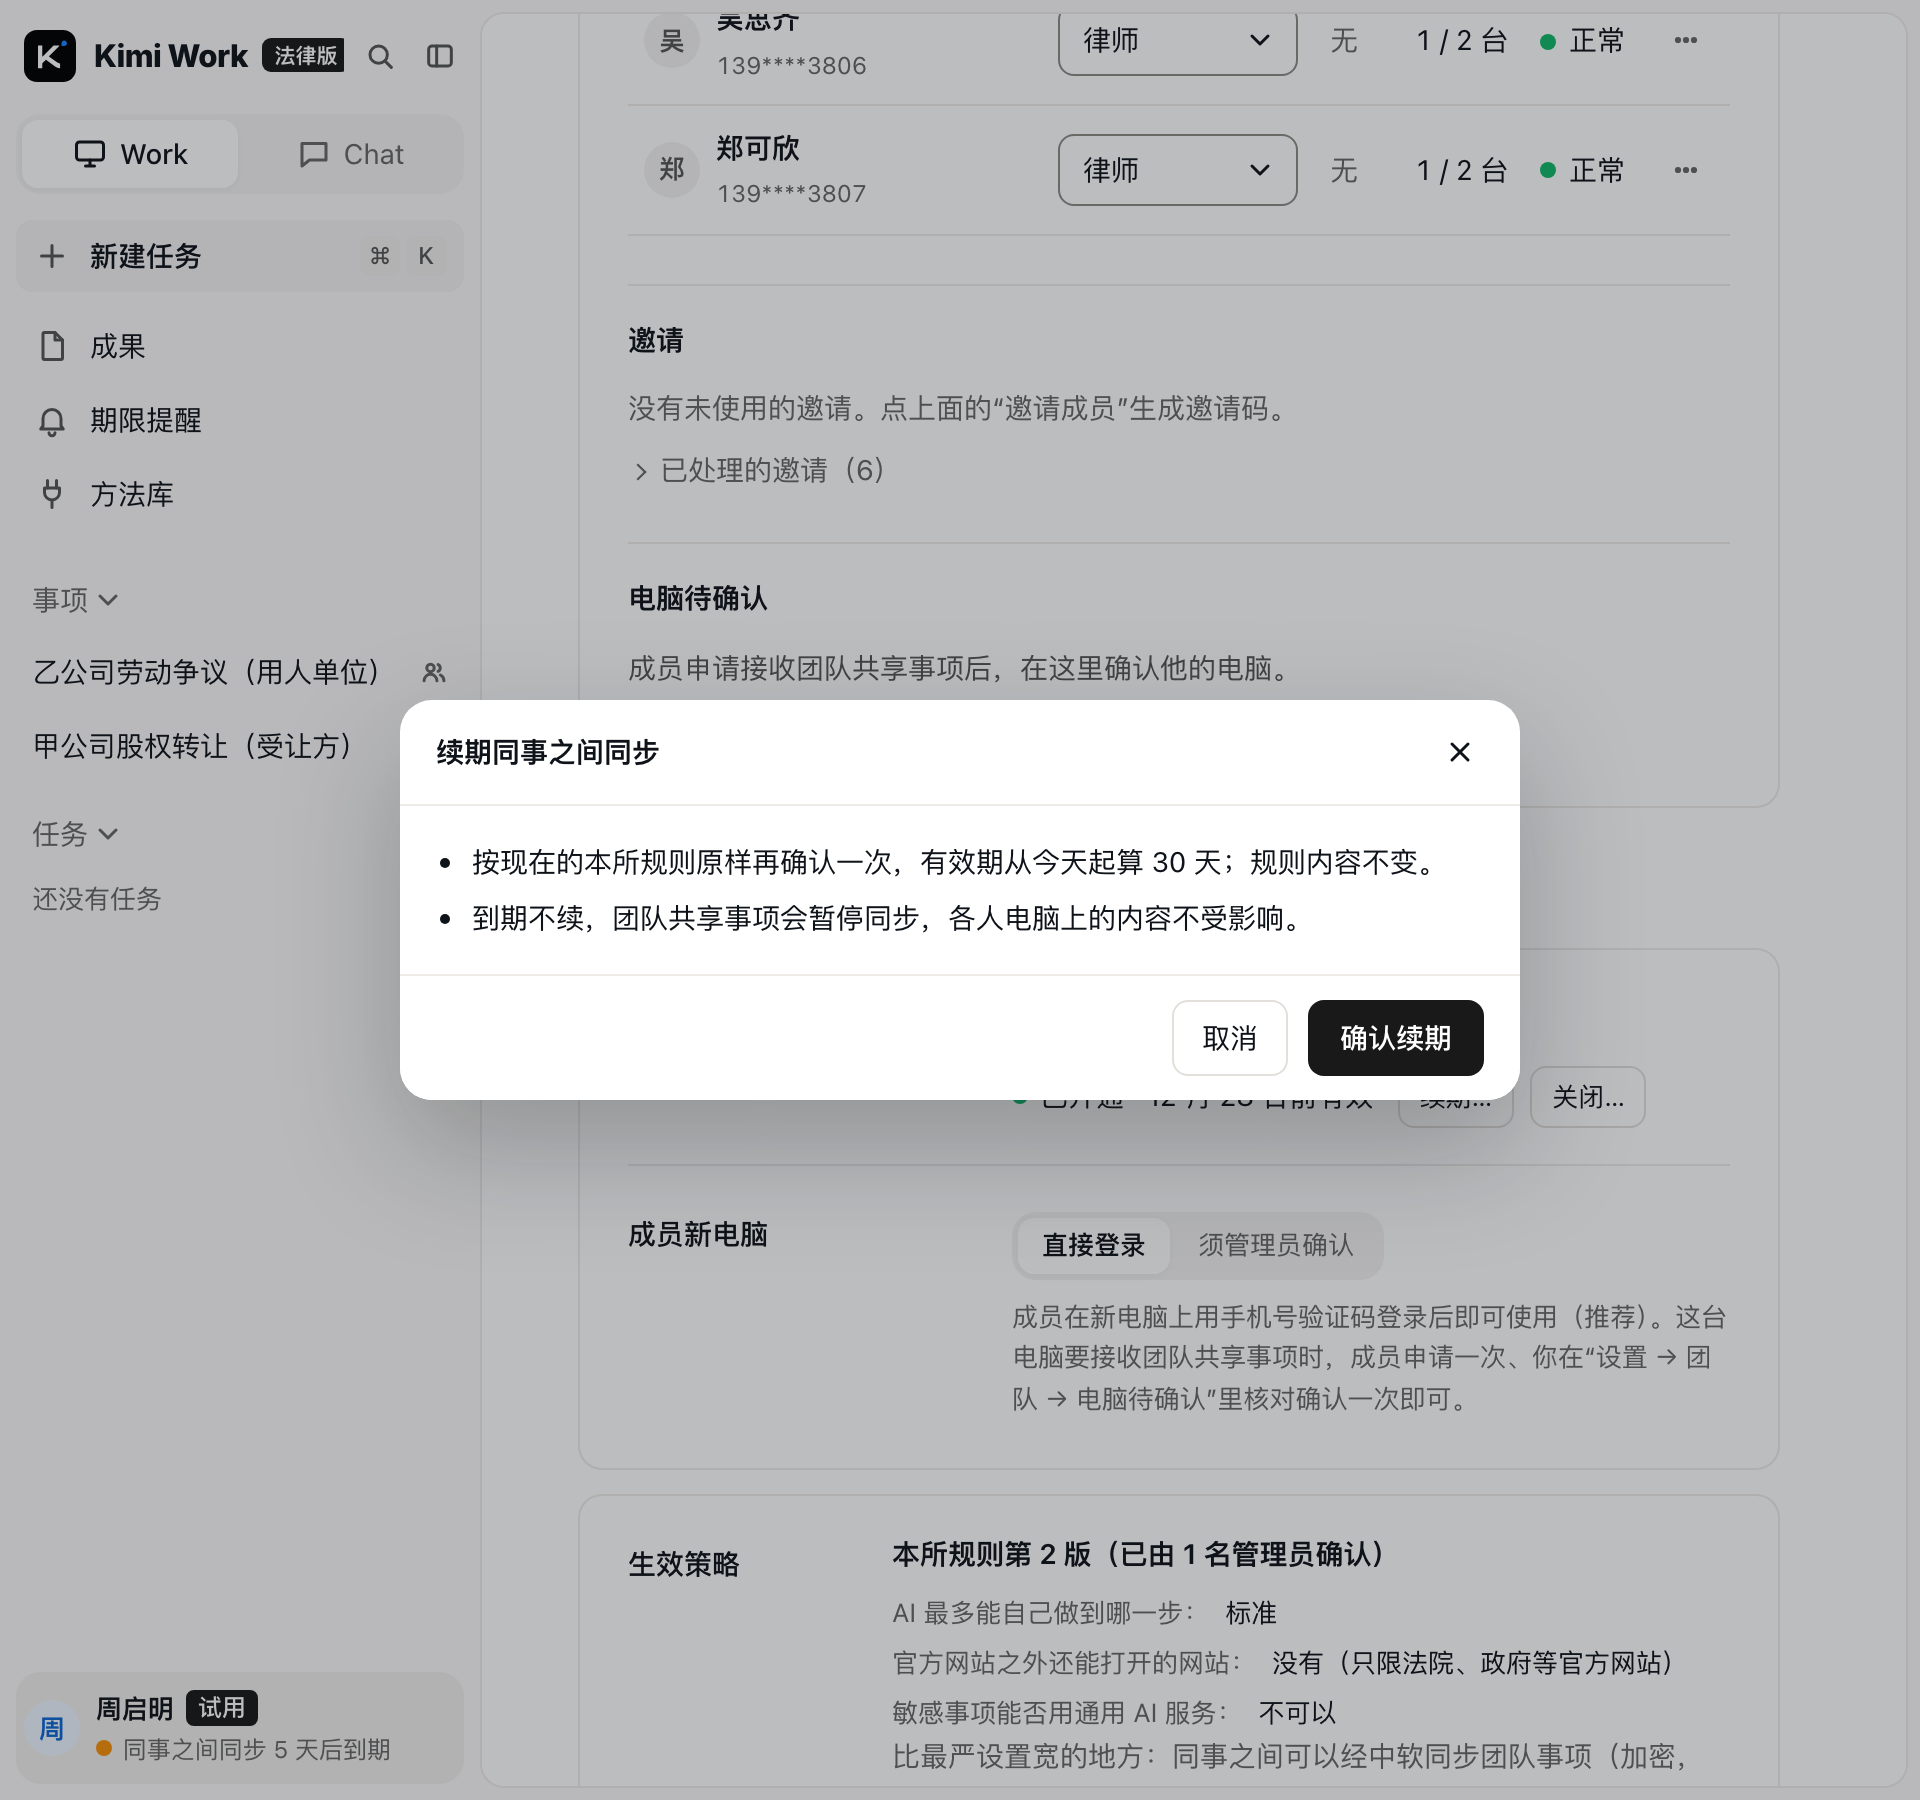 Kimi Work 法律版
Work
Chat
新建任务 ⌘ K
成果
期限提醒
方法库
事项
乙公司劳动争议（用人单位）
甲公司股权转让（受让方）
任务
还没有任务
周 周启明 试用
同事之间同步 5 天后到期
吴
139****3806
律师
无
1 / 2 台
正常
郑 郑可欣
139****3807
律师
无
1 / 2 台
正常
邀请
没有未使用的邀请。点上面的“邀请成员”生成邀请码。
已处理的邀请（6）
电脑待确认
成员申请接收团队共享事项后，在这里确认他的电脑。
续期同事之间同步
按现在的本所规则原样再确认一次，有效期从今天起算 30 天；规则内容不变。
到期不续，团队共享事项会暂停同步，各人电脑上的内容不受影响。
取消
确认续期
关闭...
成员新电脑
直接登录
须管理员确认
成员在新电脑上用手机号验证码登录后即可使用（推荐）。这台
电脑要接收团队共享事项时，成员申请一次、你在“设置 → 团
队 → 电脑待确认”里核对确认一次即可。
生效策略
本所规则第 2 版（已由 1 名管理员确认）
AI 最多能自己做到哪一步： 标准
官方网站之外还能打开的网站： 没有（只限法院、政府等官方网站）
敏感事项能否用通用 AI 服务： 不可以
比最严设置宽的地方：同事之间可以经中软同步团队事项（加密，